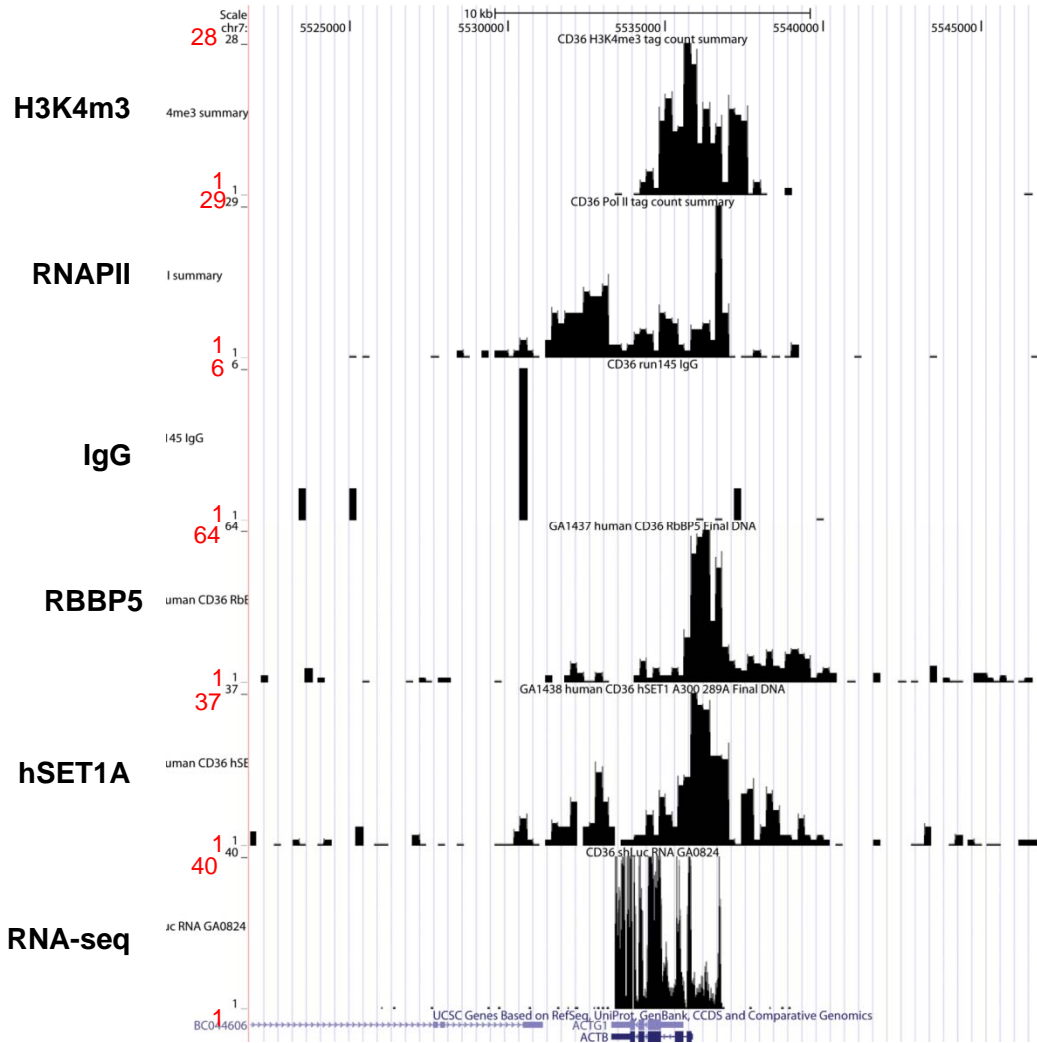 Scale
10 kb
chr7:
5525000
5530000
5535000
5540000
5545000
CD36 H3K4me3 tag count summary
28
28
H3K4m3
4me3 summary
1
1
CD36 Pol II tag count summary
29
29
RNAPII
l summary
1
1
CD36 run145 IgG
6
6
IgG
145 IgG
1
1
GA1437 human CD36 RbBP5 Final DNA
64
64
RBBP5
uman CD36 RbB
1
1
GA1438 human CD36 hSET1 A300 289A Final DNA
37
37
hSET1A
uman CD36 hSE
1
1
CD36 shLuc RNA GA0824
40
40
RNA-seq
uc RNA GA0824
1
1
UCSC Genes Based on RefSeq, UniProt, GenBank, CCDS and Comparative Genomics
BC044606
ACTG1
ACTB